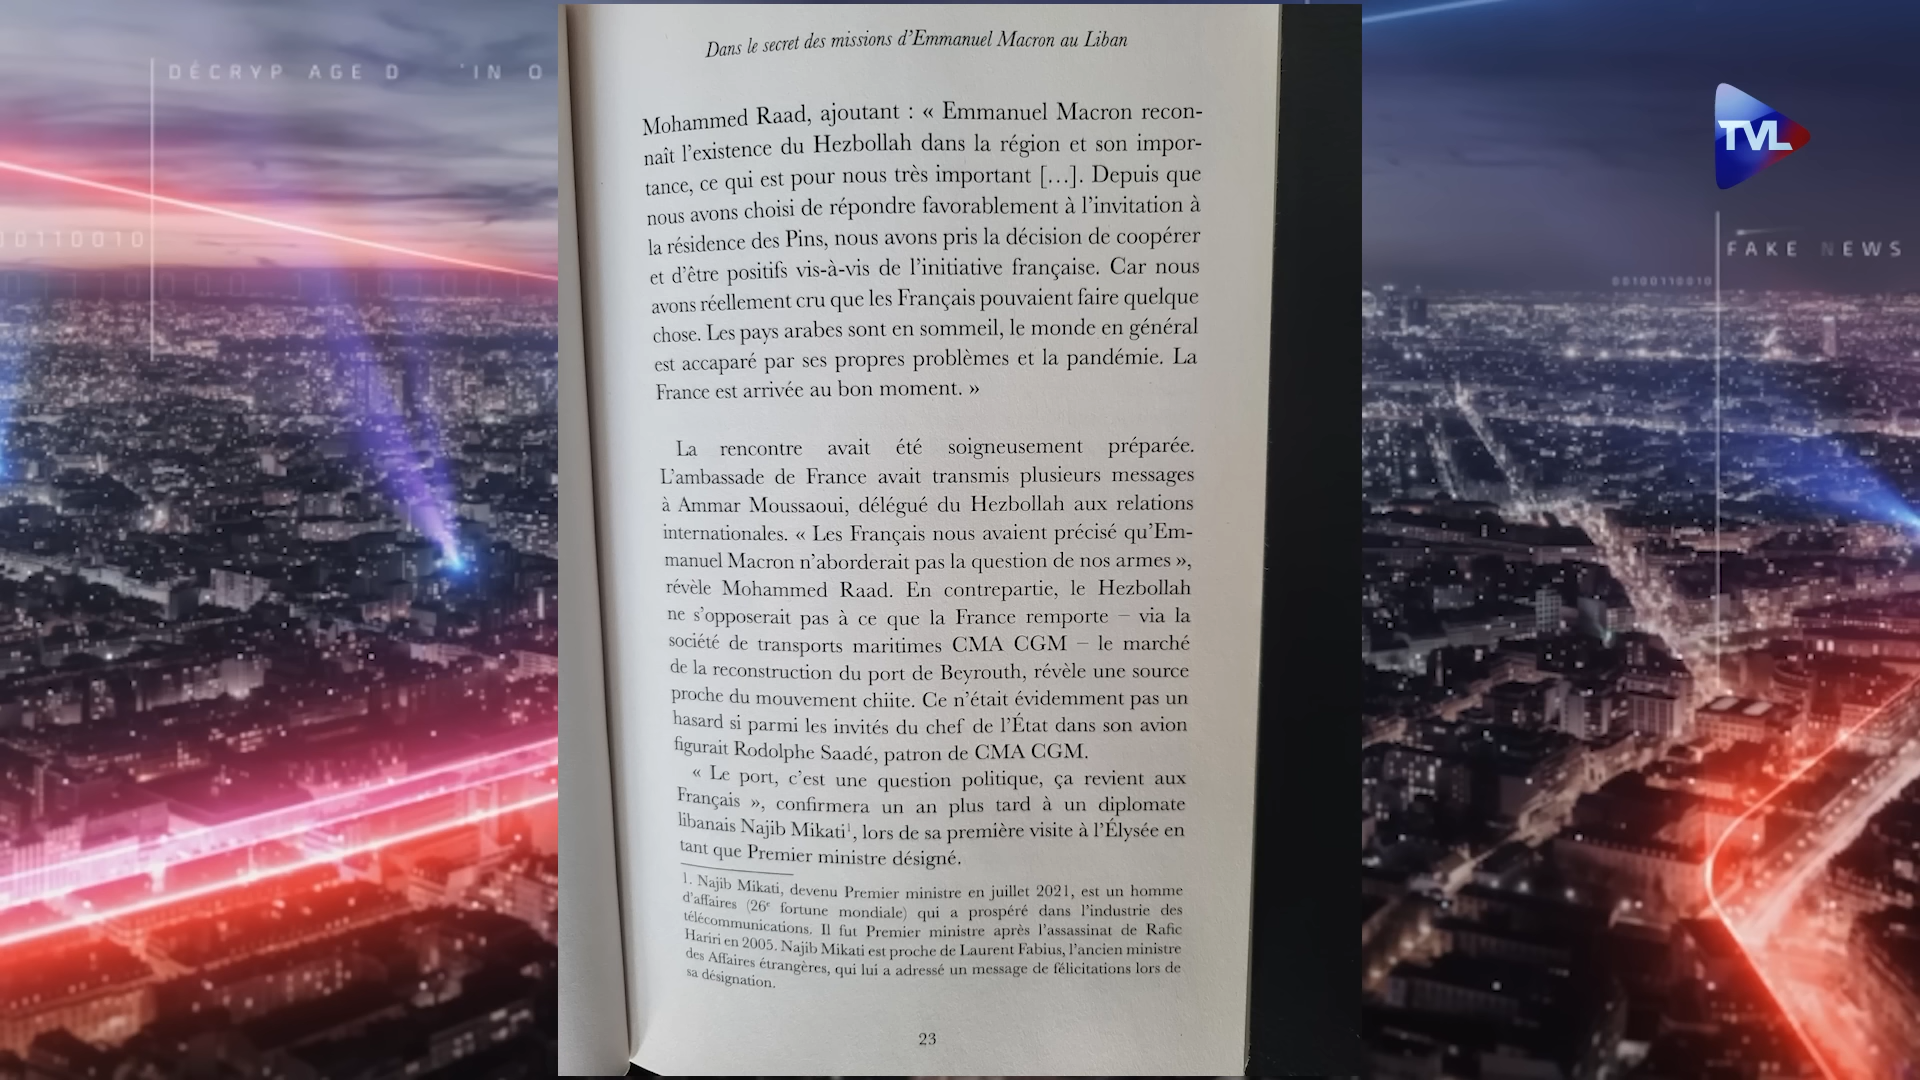 DÉCRYP AGE D 'IN O
00110010
TVL
FAKE NEWS
00100110010
Dans le secret des missions d'Emmanuel Macron au Liban
Mohammed Raad, ajoutant : « Emmanuel Macron recon-
naît l'existence du Hezbollah dans la région et son impor-
tance, ce qui est pour nous très important […]. Depuis que
nous avons choisi de répondre favorablement à l'invitation à
la résidence des Pins, nous avons pris la décision de coopérer
et d'être positifs vis-à-vis de l'initiative française. Car nous
avons réellement cru que les Français pouvaient faire quelque
chose. Les pays arabes sont en sommeil, le monde en général
est accaparé par ses propres problèmes et la pandémie. La
France est arrivée au bon moment. »
La rencontre avait été soigneusement préparée.
L'ambassade de France avait transmis plusieurs messages
à Ammar Moussaoui, délégué du Hezbollah aux relations
internationales. « Les Français nous avaient précisé qu'Em-
manuel Macron n'aborderait pas la question de nos armes »,
révèle Mohammed Raad. En contrepartie, le Hezbollah
ne s'opposerait pas à ce que la France remporte – via la
société de transports maritimes CMA CGM – le marché
de la reconstruction du port de Beyrouth, révèle une source
proche du mouvement chiite. Ce n'était évidemment pas un
hasard si parmi les invités du chef de l'État dans son avion
figurait Rodolphe Saadé, patron de CMA CGM.
« Le port, c'est une question politique, ça revient aux
Français », confirmera un an plus tard à un diplomate
libanais Najib Mikati¹, lors de sa première visite à l'Élysée en
tant que Premier ministre désigné.
1. Najib Mikati, devenu Premier ministre en juillet 2021, est un homme
d'affaires (26ᵉ fortune mondiale) qui a prospéré dans l'industrie des
télécommunications. Il fut Premier ministre après l'assassinat de Rafic
Hariri en 2005. Najib Mikati est proche de Laurent Fabius, l'ancien ministre
des Affaires étrangères, qui lui a adressé un message de félicitations lors de
sa désignation.
23